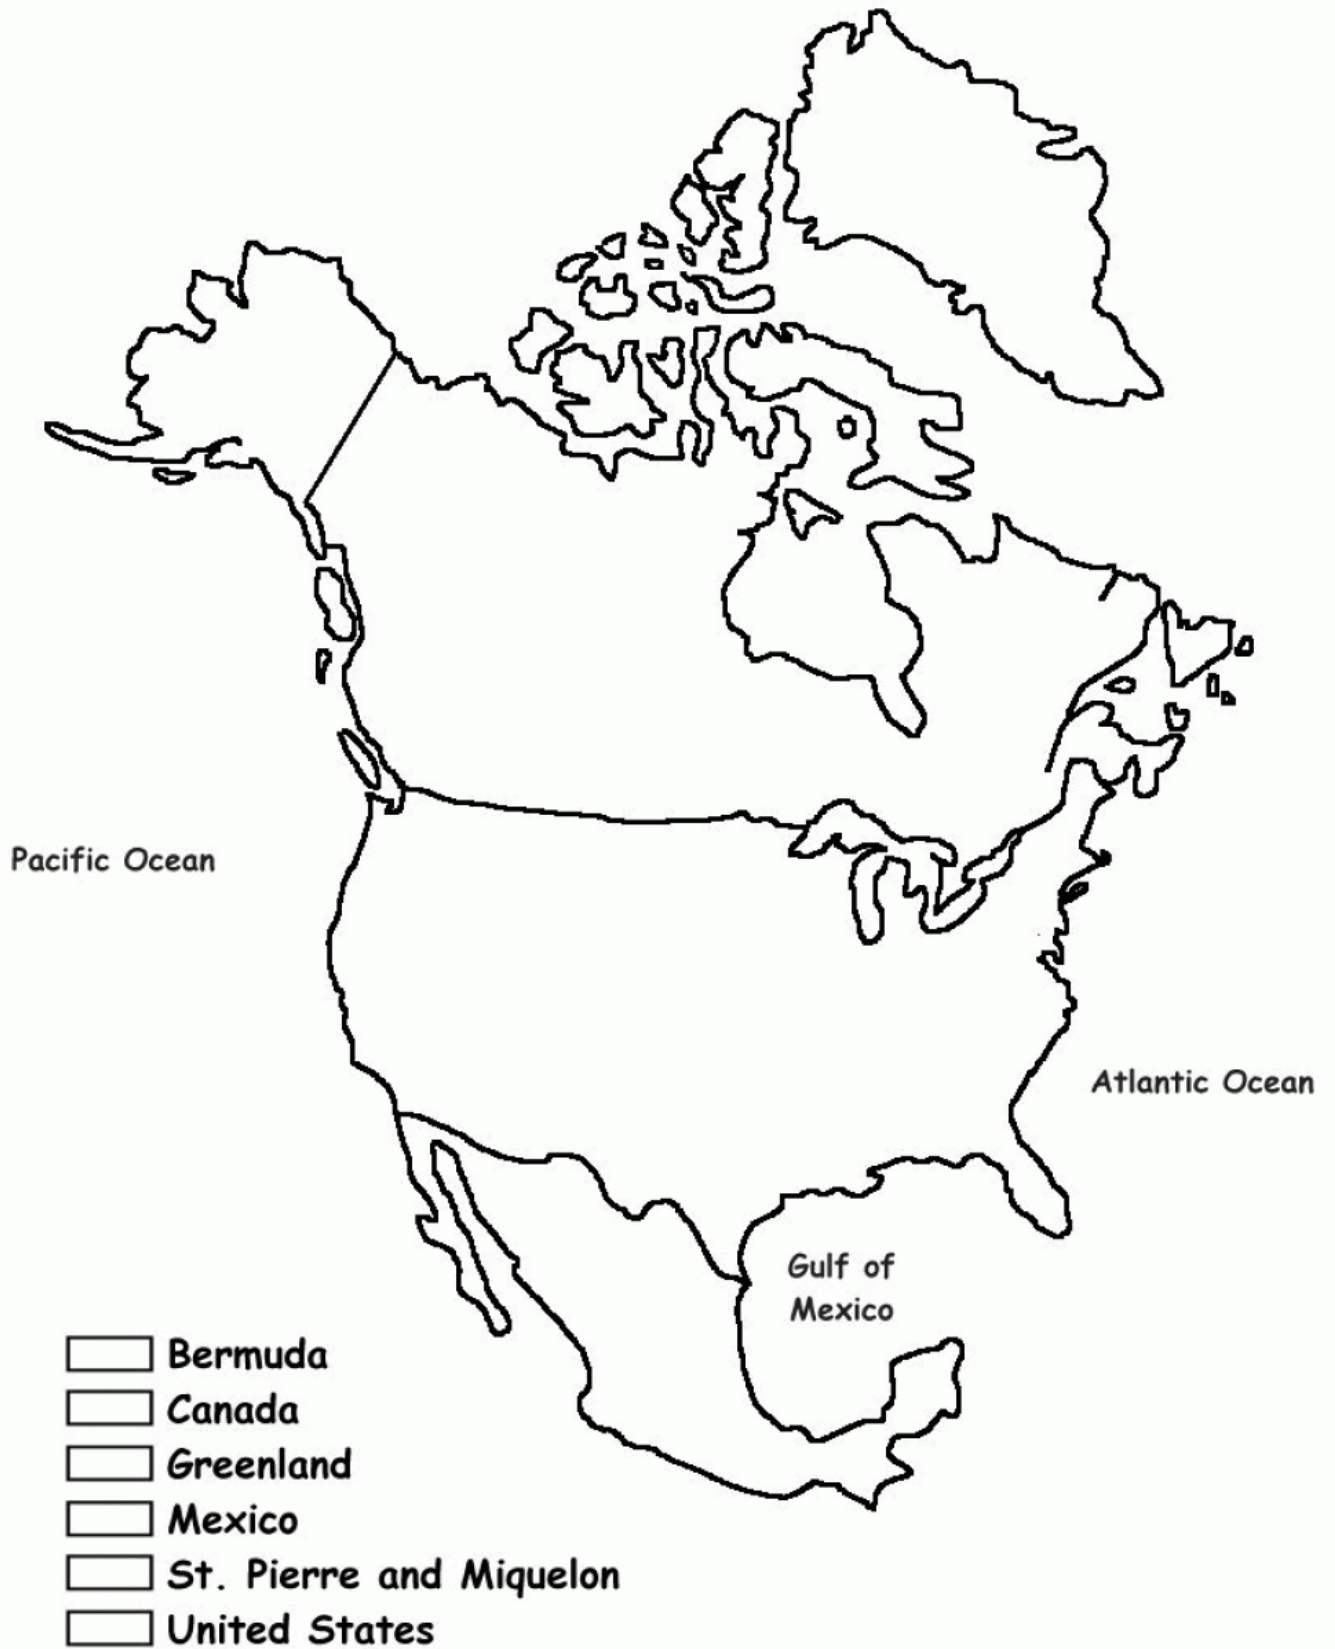 Pacific Ocean
Atlantic Ocean
Gulf of
Mexico
Bermuda
Canada
Greenland
Mexico
St. Pierre and Miquelon
United States